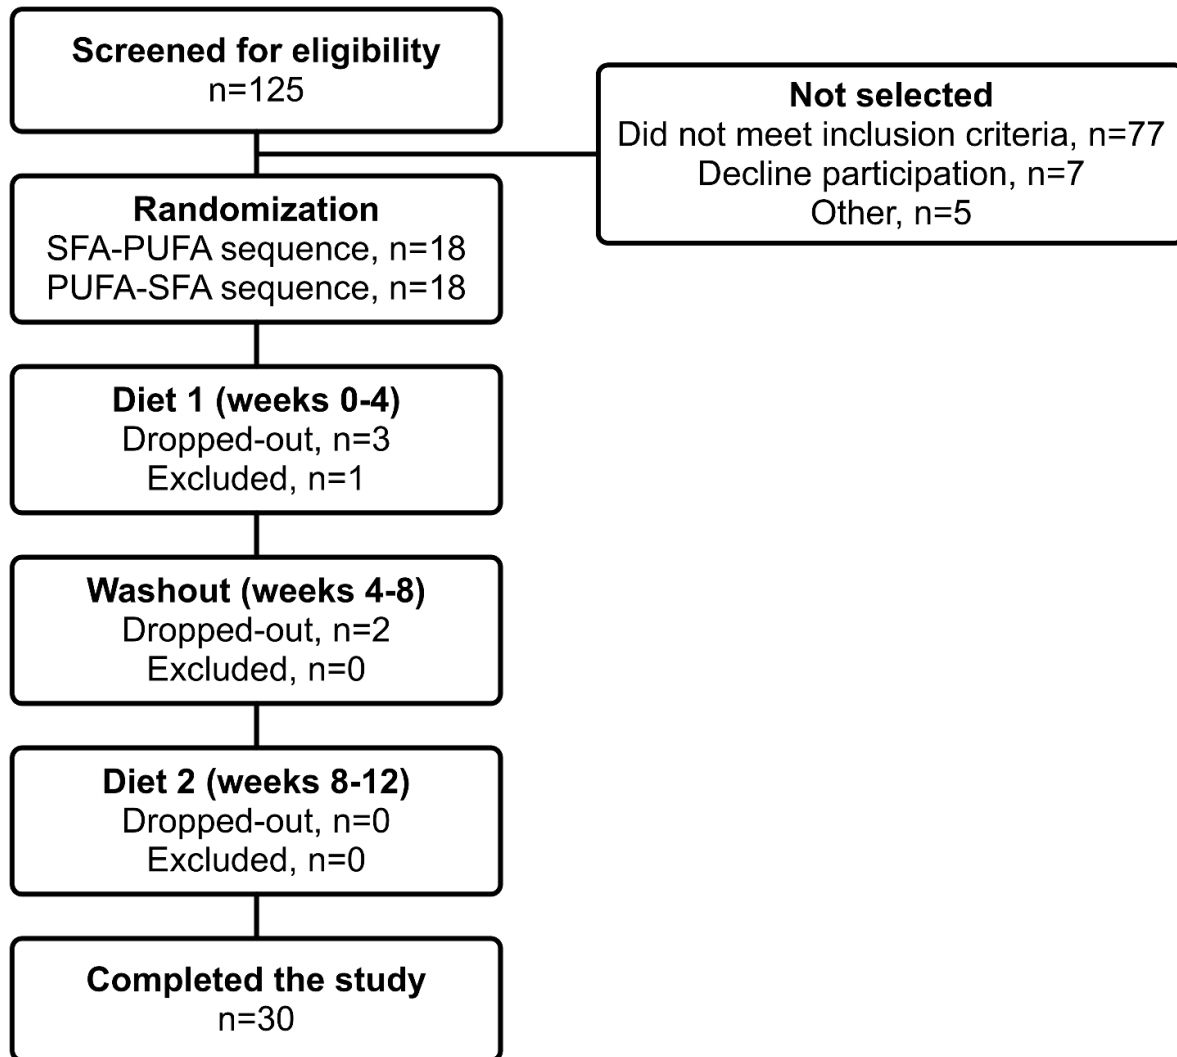 Screened for eligibility
n=125
Not selected
Did not meet inclusion criteria, n=77
Decline participation, n=7
Other, n=5
Randomization
SFA-PUFA sequence, n=18
PUFA-SFA sequence, n=18
Diet 1 (weeks 0-4)
Dropped-out, n=3
Excluded, n=1
Washout (weeks 4-8)
Dropped-out, n=2
Excluded, n=0
Diet 2 (weeks 8-12)
Dropped-out, n=0
Excluded, n=0
Completed the study
n=30